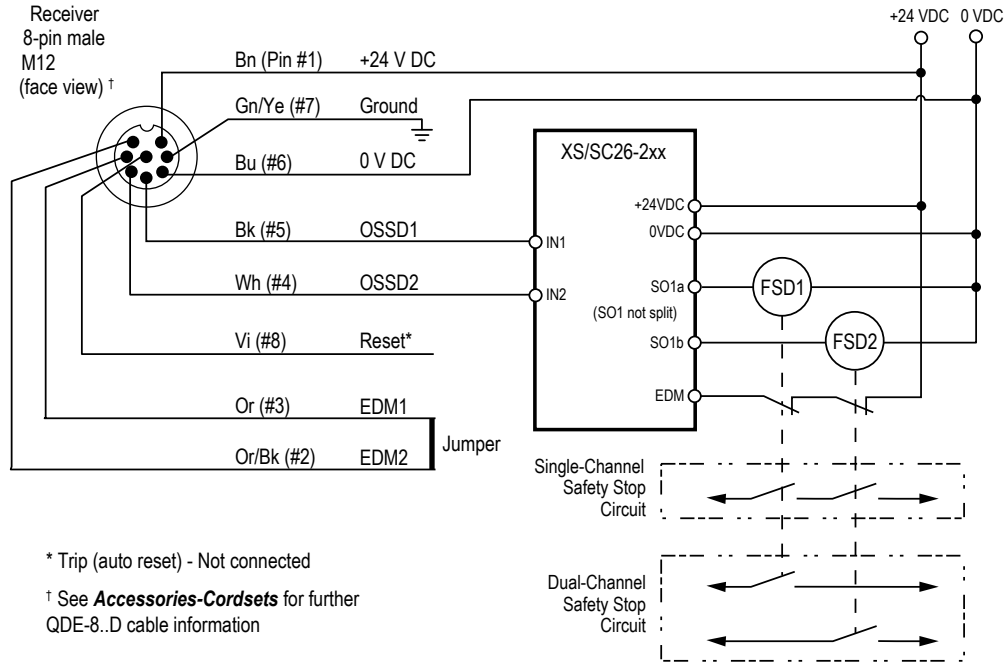 Receiver
8-pin male
M12
(face view) †
+24 VDC 0 VDC
Bn (Pin #1) +24 V DC
Gn/Ye (#7) Ground
Bu (#6) 0 V DC
Bk (#5) OSSD1
Wh (#4) OSSD2
Vi (#8) Reset*
Or (#3) EDM1
Or/Bk (#2) EDM2
Jumper
XS/SC26-2xx
+24VDC
0VDC
IN1
IN2
SO1a
(SO1 not split)
SO1b
EDM
FSD1
FSD2
Single-Channel
Safety Stop
Circuit
Dual-Channel
Safety Stop
Circuit
* Trip (auto reset) - Not connected
† See Accessories-Cordsets for further
QDE-8..D cable information